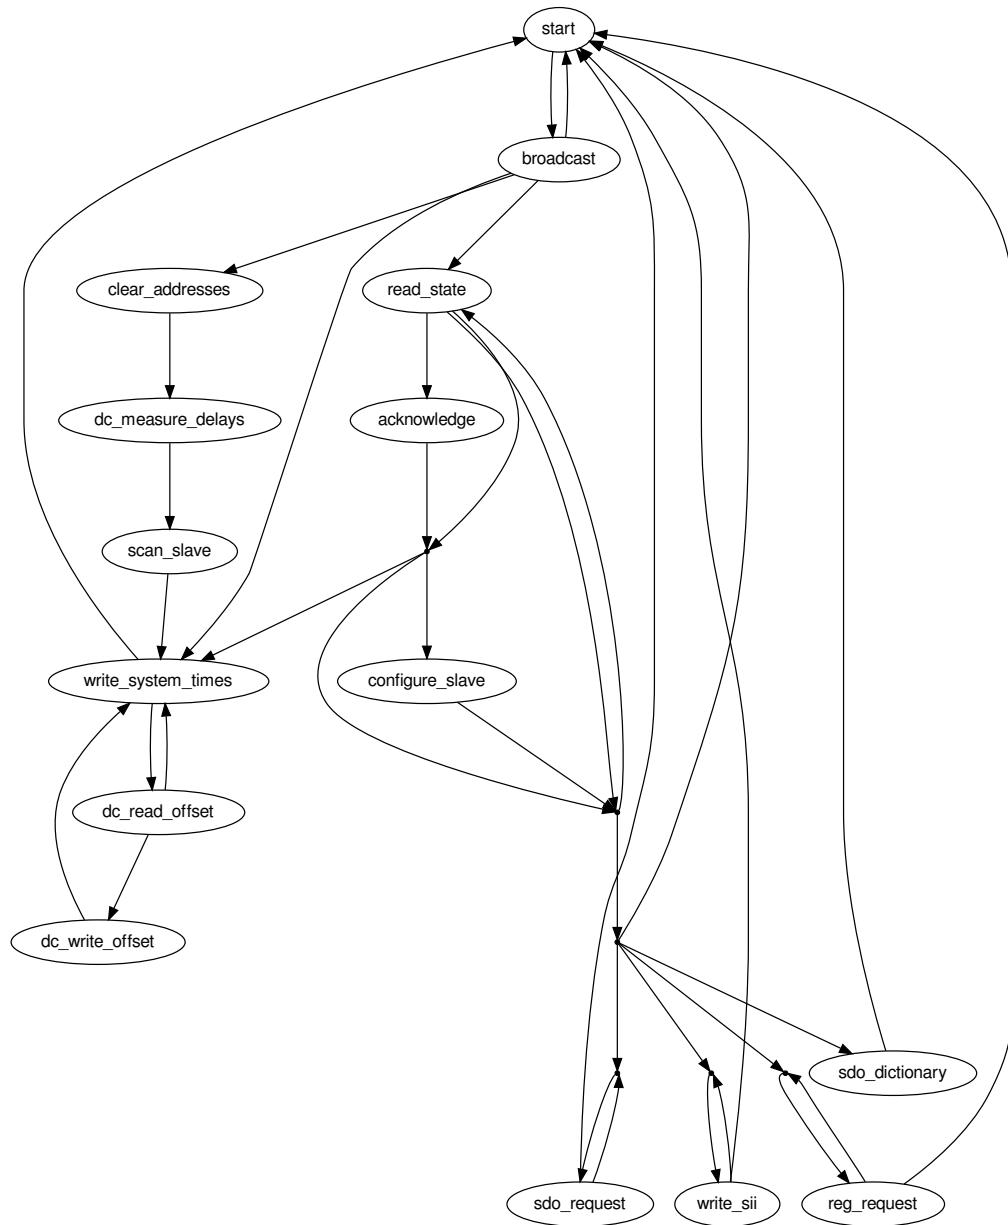 start
broadcast
clear_addresses
read_state
dc_measure_delays
acknowledge
scan_slave
write_system_times
configure_slave
dc_read_offset
dc_write_offset
sdo_dictionary
sdo_request
write_sii
reg_request